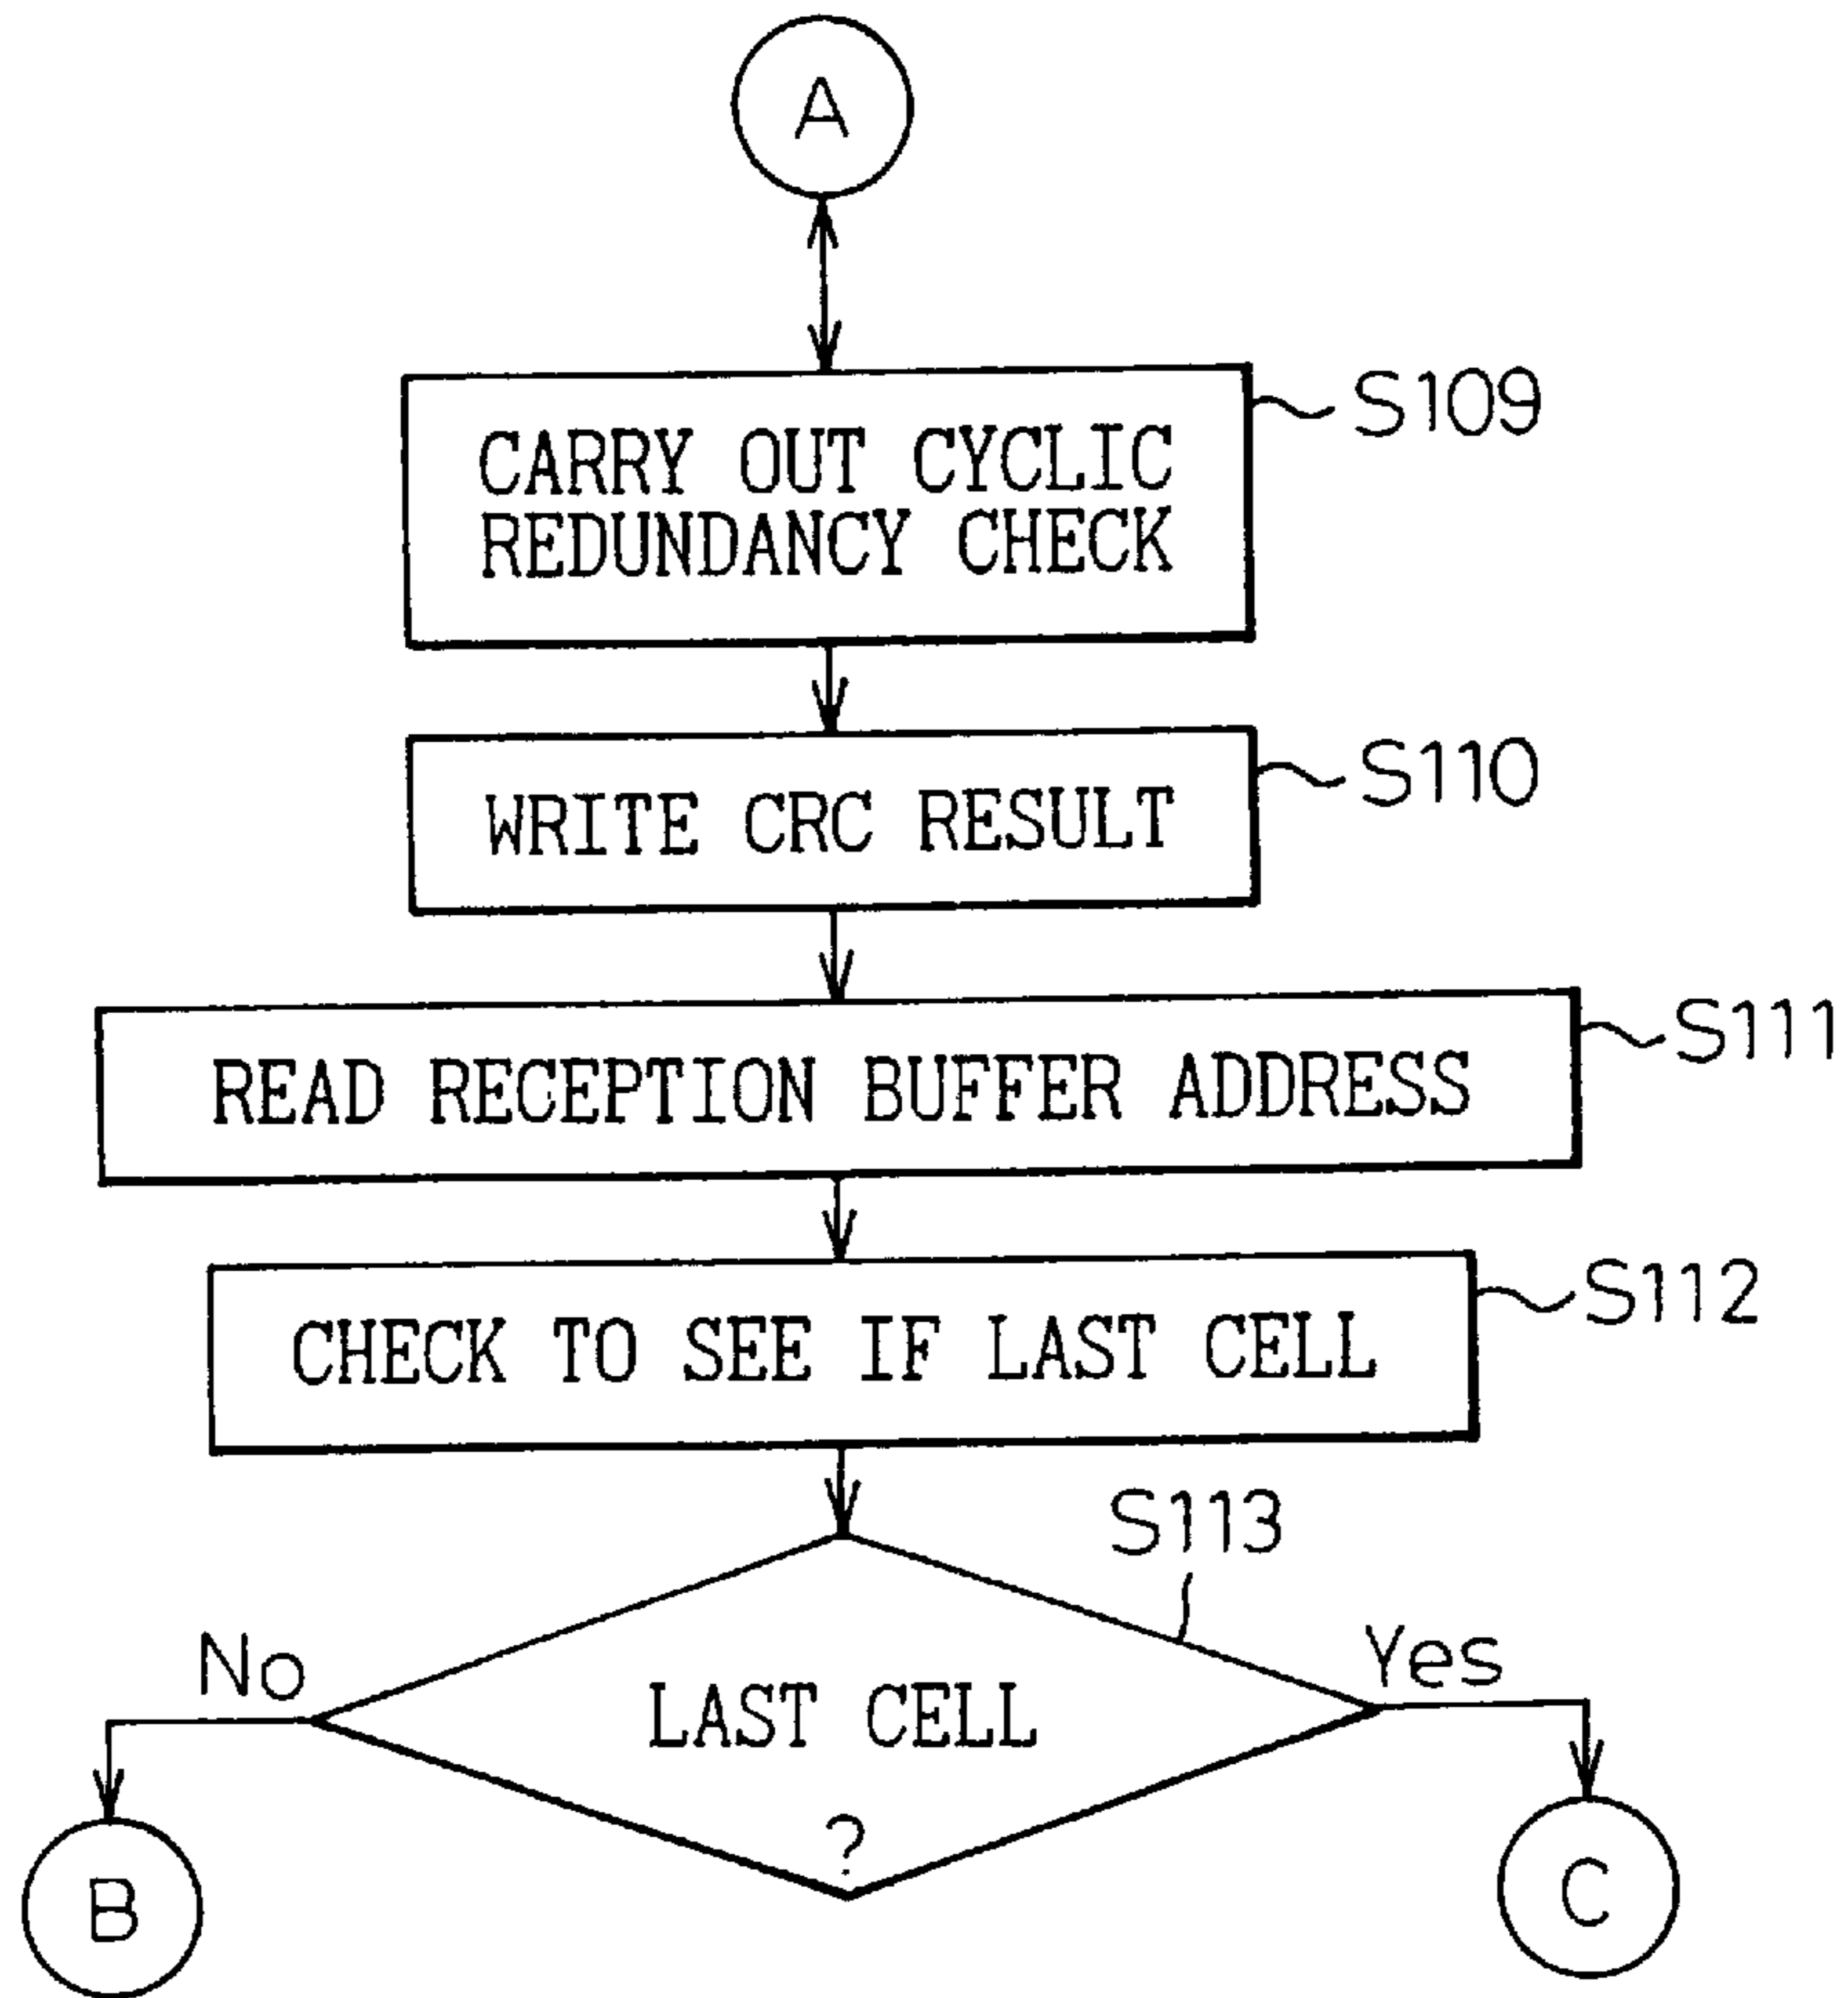 A
S109
CARRY OUT CYCLIC
REDUNDANCY CHECK
S110
WRITE CRC RESULT
S111
READ RECEPTION BUFFER ADDRESS
S112
CHECK TO SEE IF LAST CELL
S113
No
Yes
LAST CELL
?
B
C